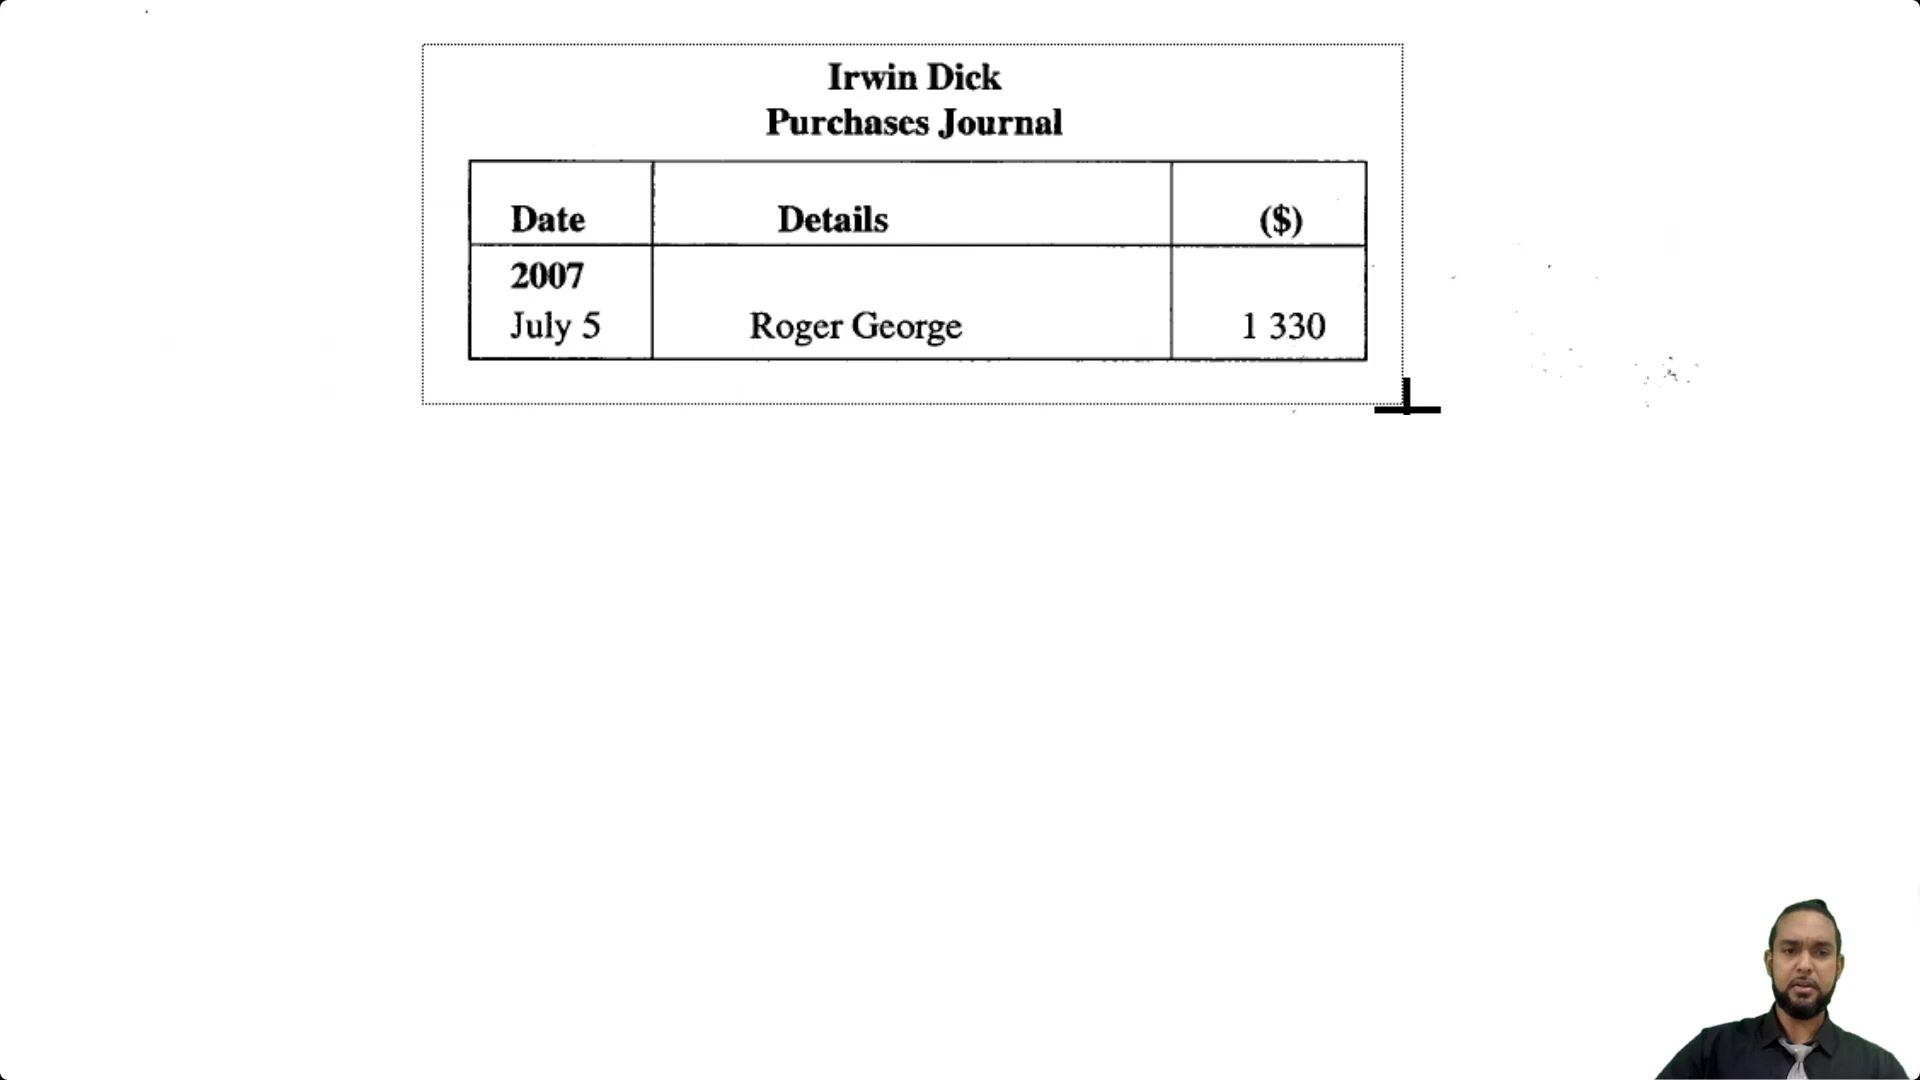 Irwin Dick
Purchases Journal
Date Details ($)
2007
July 5 Roger George 1 330